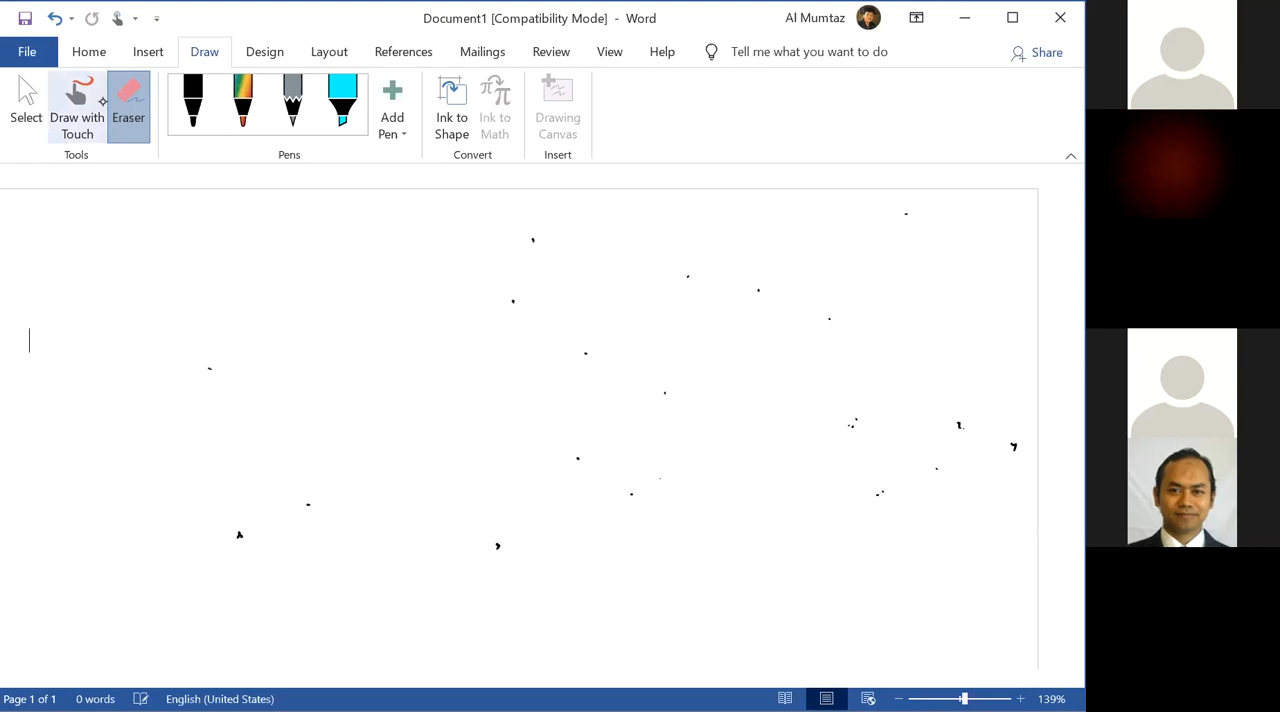 Document1 [Compatibility Mode] - Word
Al Mumtaz
File Home Insert Draw Design Layout References Mailings Review View Help Tell me what you want to do Share
Select
Draw with Touch
Eraser
Add Pen
Ink to Shape
Ink to Math
Drawing Canvas
Tools Pens Convert Insert
Page 1 of 1 0 words English (United States) 139%